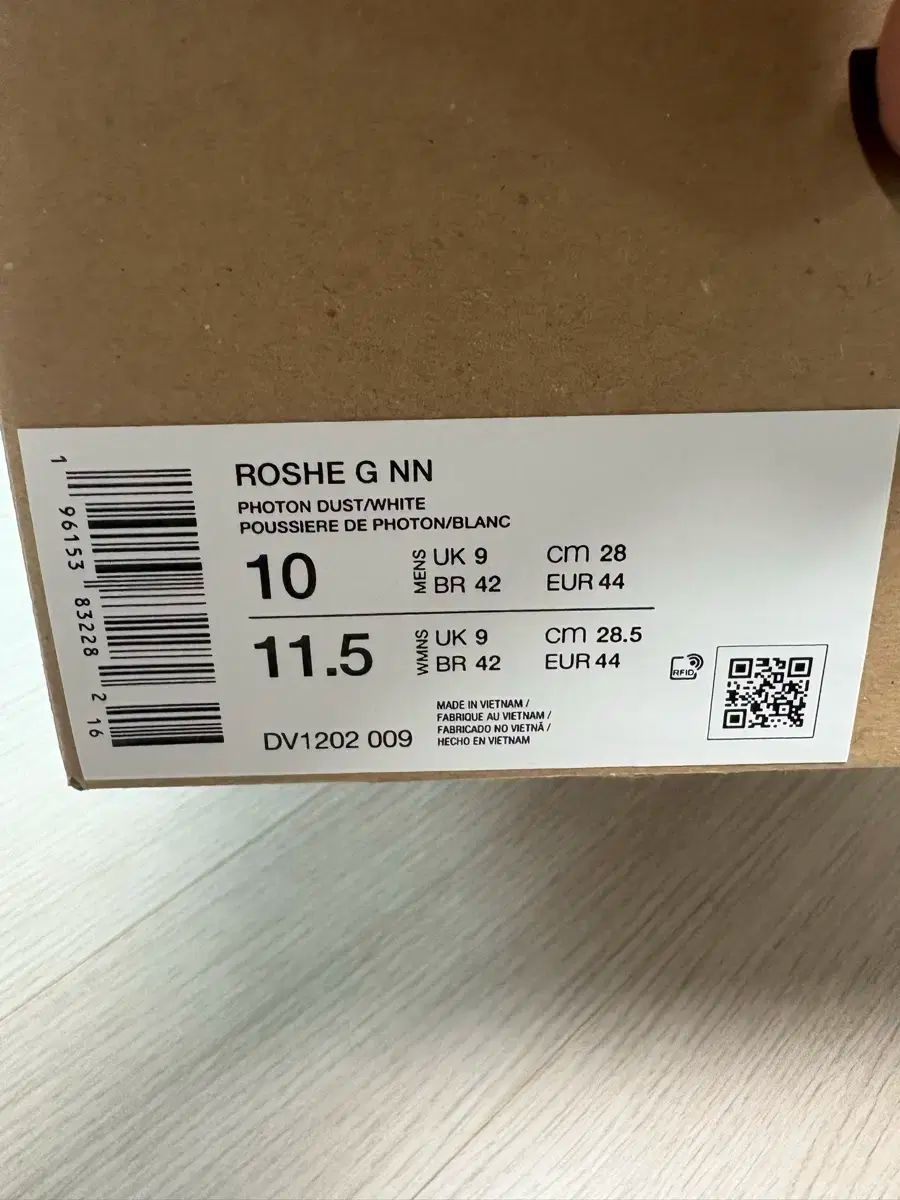 ROSHE G NN
PHOTON DUST/WHITE
POUSSIERE DE PHOTON/BLANC
10
MENS
UK 9
cm 28
BR 42
EUR 44
11.5
WMNS
UK 9
cm 28.5
BR 42
EUR 44
RFID
DV1202 009
MADE IN VIETNAM /
FABRIQUE AU VIETNAM /
FABRICADO NO VIETNÃ /
HECHO EN VIETNAM
1 96153 83228 2 16